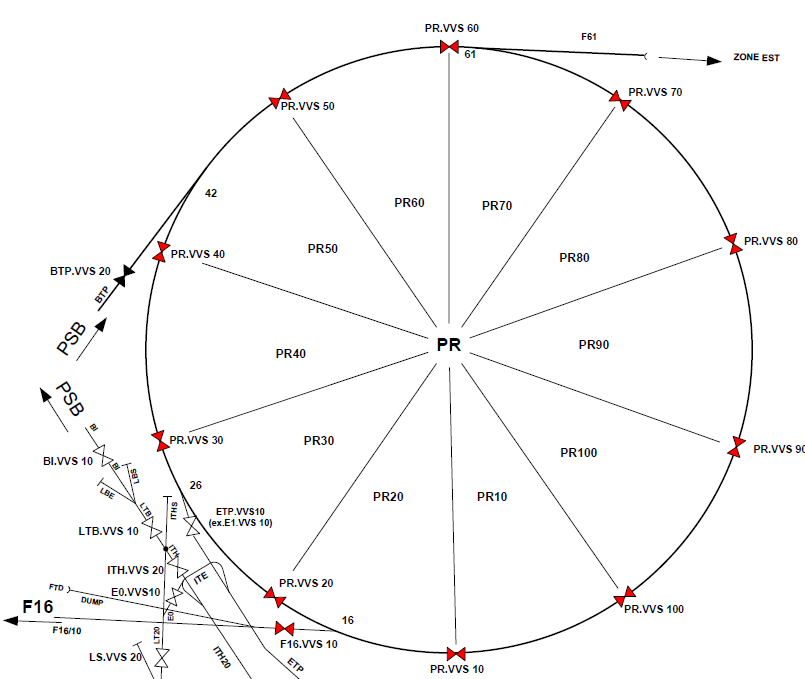 PR.VVS 60
F61
61
ZONE EST
PR.VVS 50
PR.VVS 70
42
PR60
PR70
PR.VVS 40
PR50
PR80
PR.VVS 80
BTP.VVS 20
BTP
PSB
PR
PR40
PR90
PSB
BI
PR.VVS 30
PR30
PR100
PR.VVS 90
BI.VVS 10
BI
LBS
LBE
26
PR20
PR10
LTB
ITHS
ETP.VVS10
(ex.E1.VVS 10)
LTB.VVS 10
ITH
ITH.VVS 20
ITE
PR.VVS 20
E0.VVS10
FTD
DUMP
F16
E0
16
PR.VVS 100
F16/10
LT20
F16.VVS 10
LS.VVS 20
ITH20
ETP
PR.VVS 10